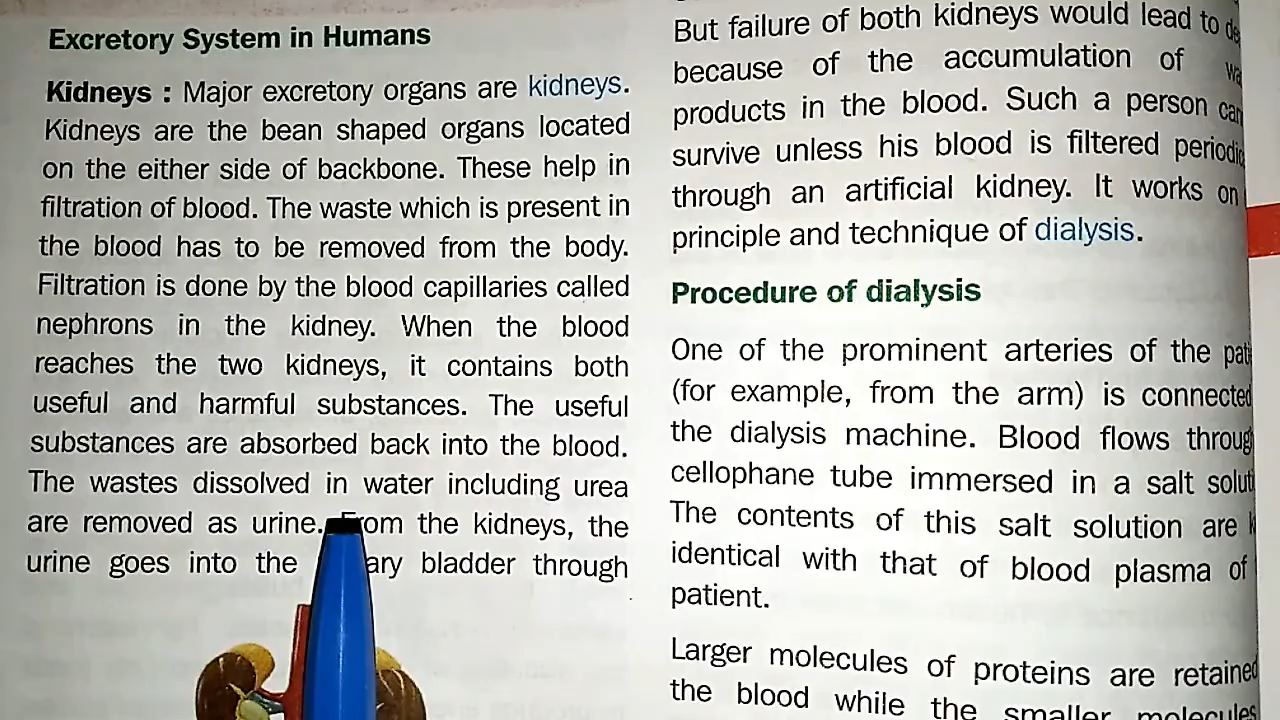 Excretory System in Humans
Kidneys : Major excretory organs are kidneys.
Kidneys are the bean shaped organs located
on the either side of backbone. These help in
filtration of blood. The waste which is present in
the blood has to be removed from the body.
Filtration is done by the blood capillaries called
nephrons in the kidney. When the blood
reaches the two kidneys, it contains both
useful and harmful substances. The useful
substances are absorbed back into the blood.
The wastes dissolved in water including urea
are removed as urine. From the kidneys, the
urine goes into the bladder through
But failure of both kidneys would lead to
because of the accumulation of
products in the blood. Such a person
survive unless his blood is filtered
through an artificial kidney. It works on
principle and technique of dialysis.
Procedure of dialysis
One of the prominent arteries of the
(for example, from the arm) is connected
the dialysis machine. Blood flows
cellophane tube immersed in a salt
The contents of this salt solution are
identical with that of blood plasma of
patient.
Larger molecules of proteins are retained
the blood while the smaller molecules